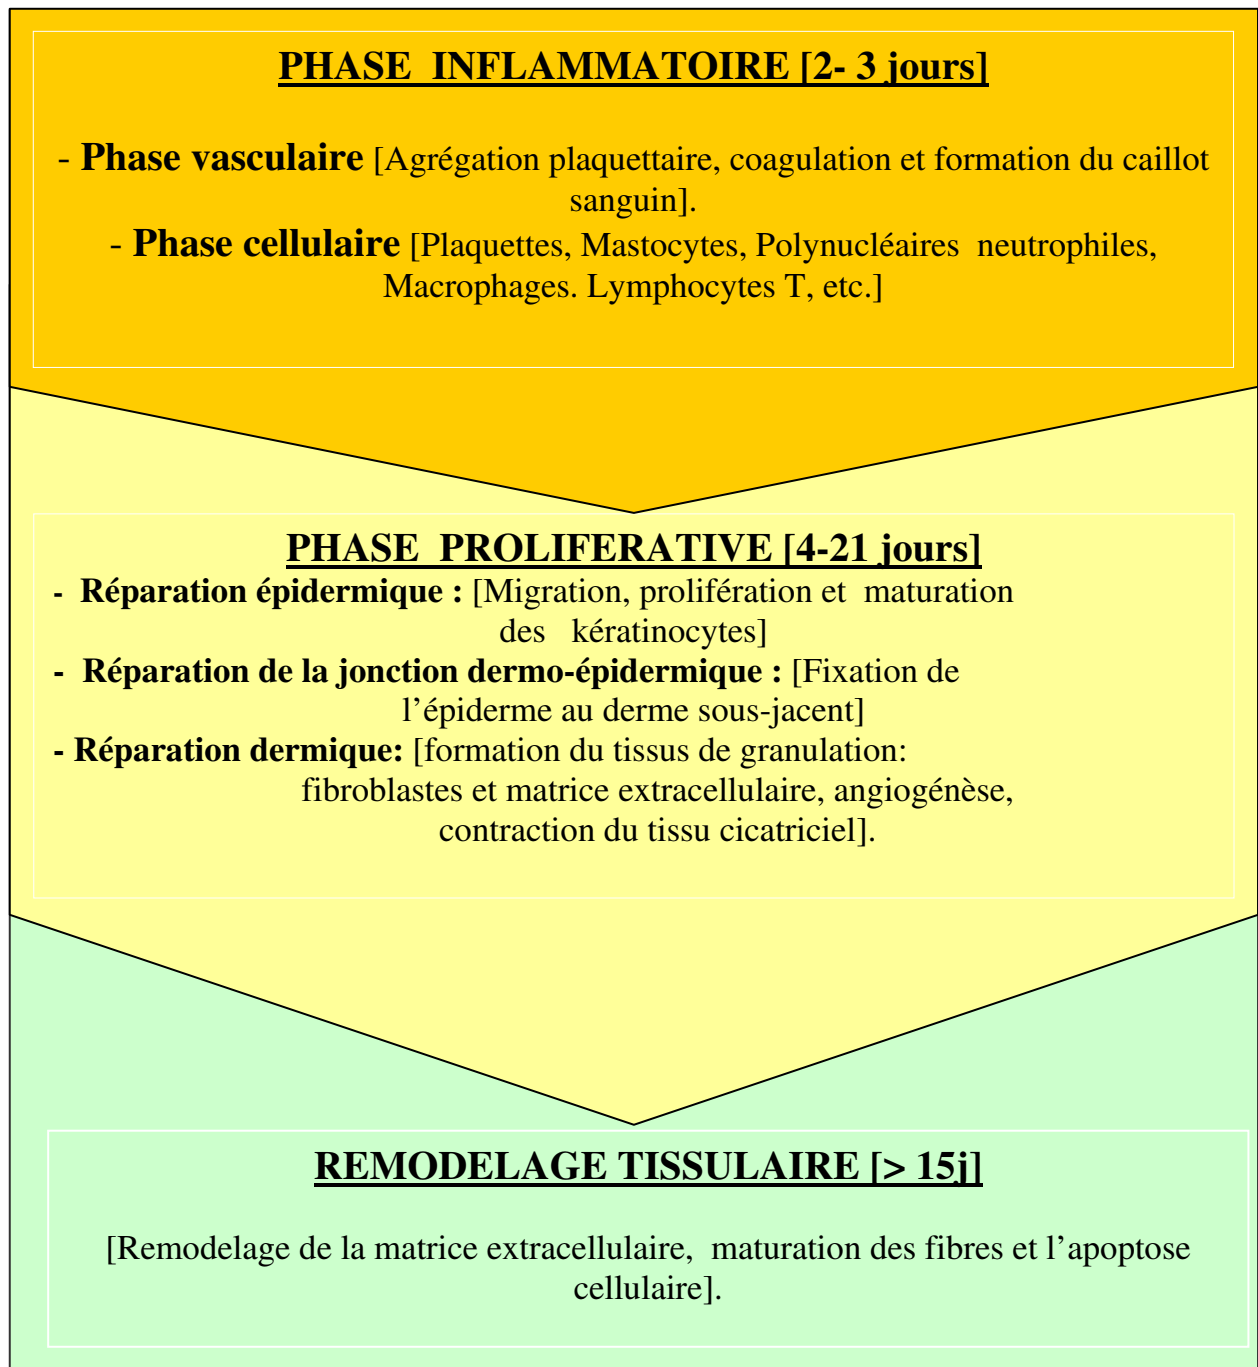 PHASE INFLAMMATOIRE [2- 3 jours]
- Phase vasculaire [Agrégation plaquettaire, coagulation et formation du caillot
sanguin].
- Phase cellulaire [Plaquettes, Mastocytes, Polynucléaires neutrophiles,
Macrophages. Lymphocytes T, etc.]
PHASE PROLIFERATIVE [4-21 jours]
- Réparation épidermique : [Migration, prolifération et maturation
des kératinocytes]
- Réparation de la jonction dermo-épidermique : [Fixation de
l’épiderme au derme sous-jacent]
- Réparation dermique: [formation du tissus de granulation:
fibroblastes et matrice extracellulaire, angiogénèse,
contraction du tissu cicatriciel].
REMODELAGE TISSULAIRE [> 15j]
[Remodelage de la matrice extracellulaire, maturation des fibres et l’apoptose
cellulaire].